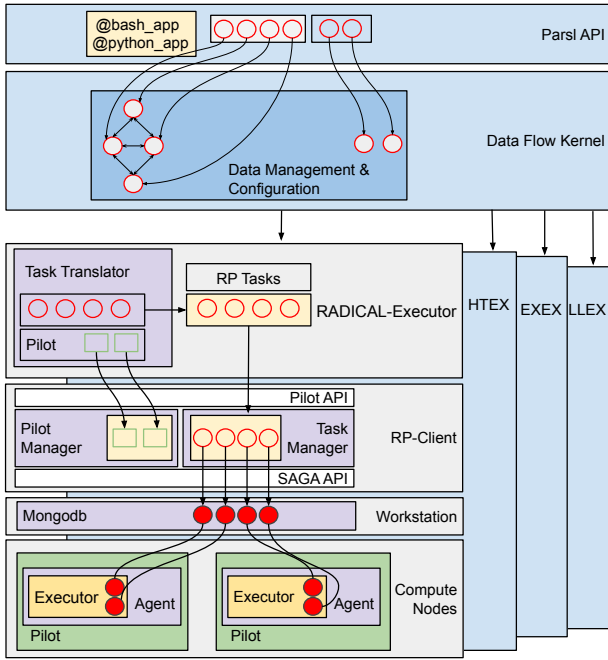 @bash_app
@python_app
Parsl API
Data Flow Kernel
Data Management &
Configuration
Task Translator
RP Tasks
RADICAL-Executor
Pilot
HTEX
EXEX
LLEX
Pilot API
Pilot
Manager
Task
Manager
RP-Client
SAGA API
Mongodb
Workstation
Executor
Agent
Pilot
Executor
Agent
Pilot
Compute
Nodes